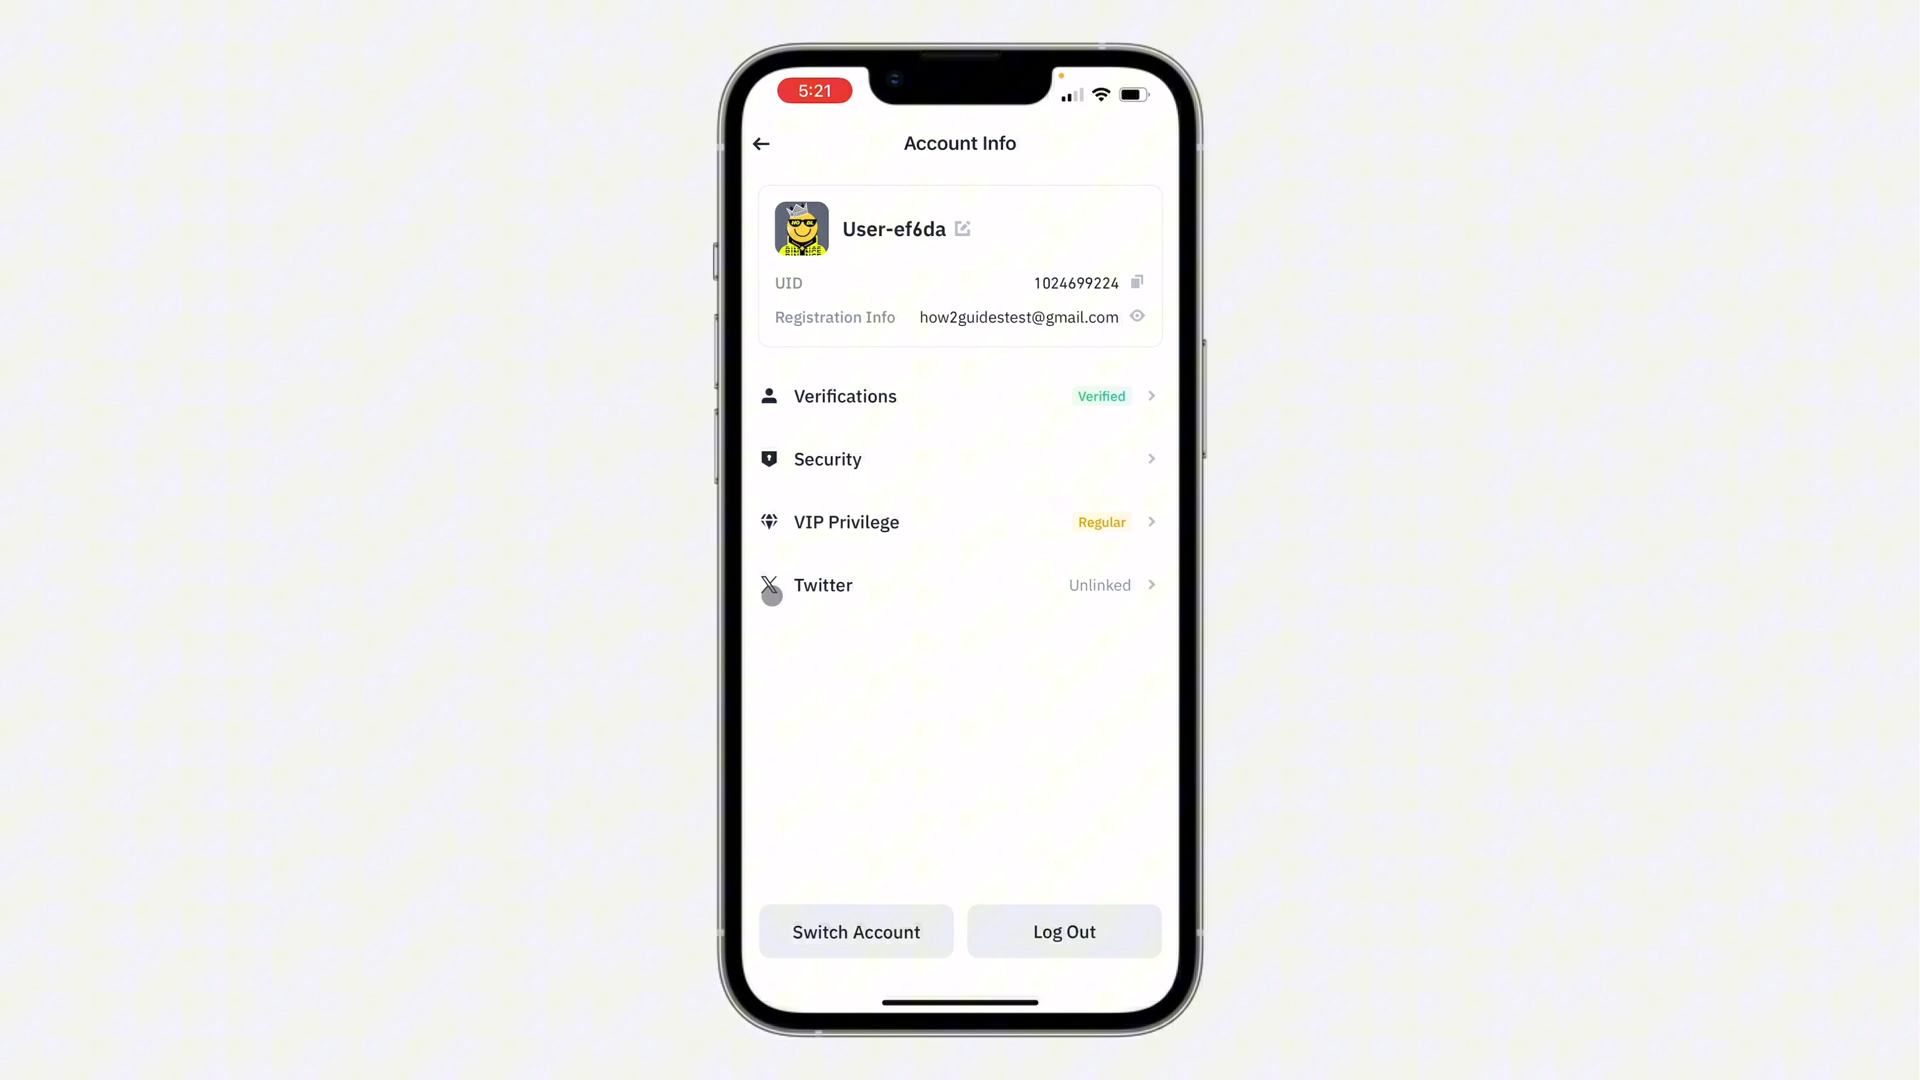 5:21
Account Info
User-ef6da
UID 1024699224
Registration Info how2guidestest@gmail.com
Verifications Verified
Security
VIP Privilege Regular
Twitter Unlinked
Switch Account Log Out